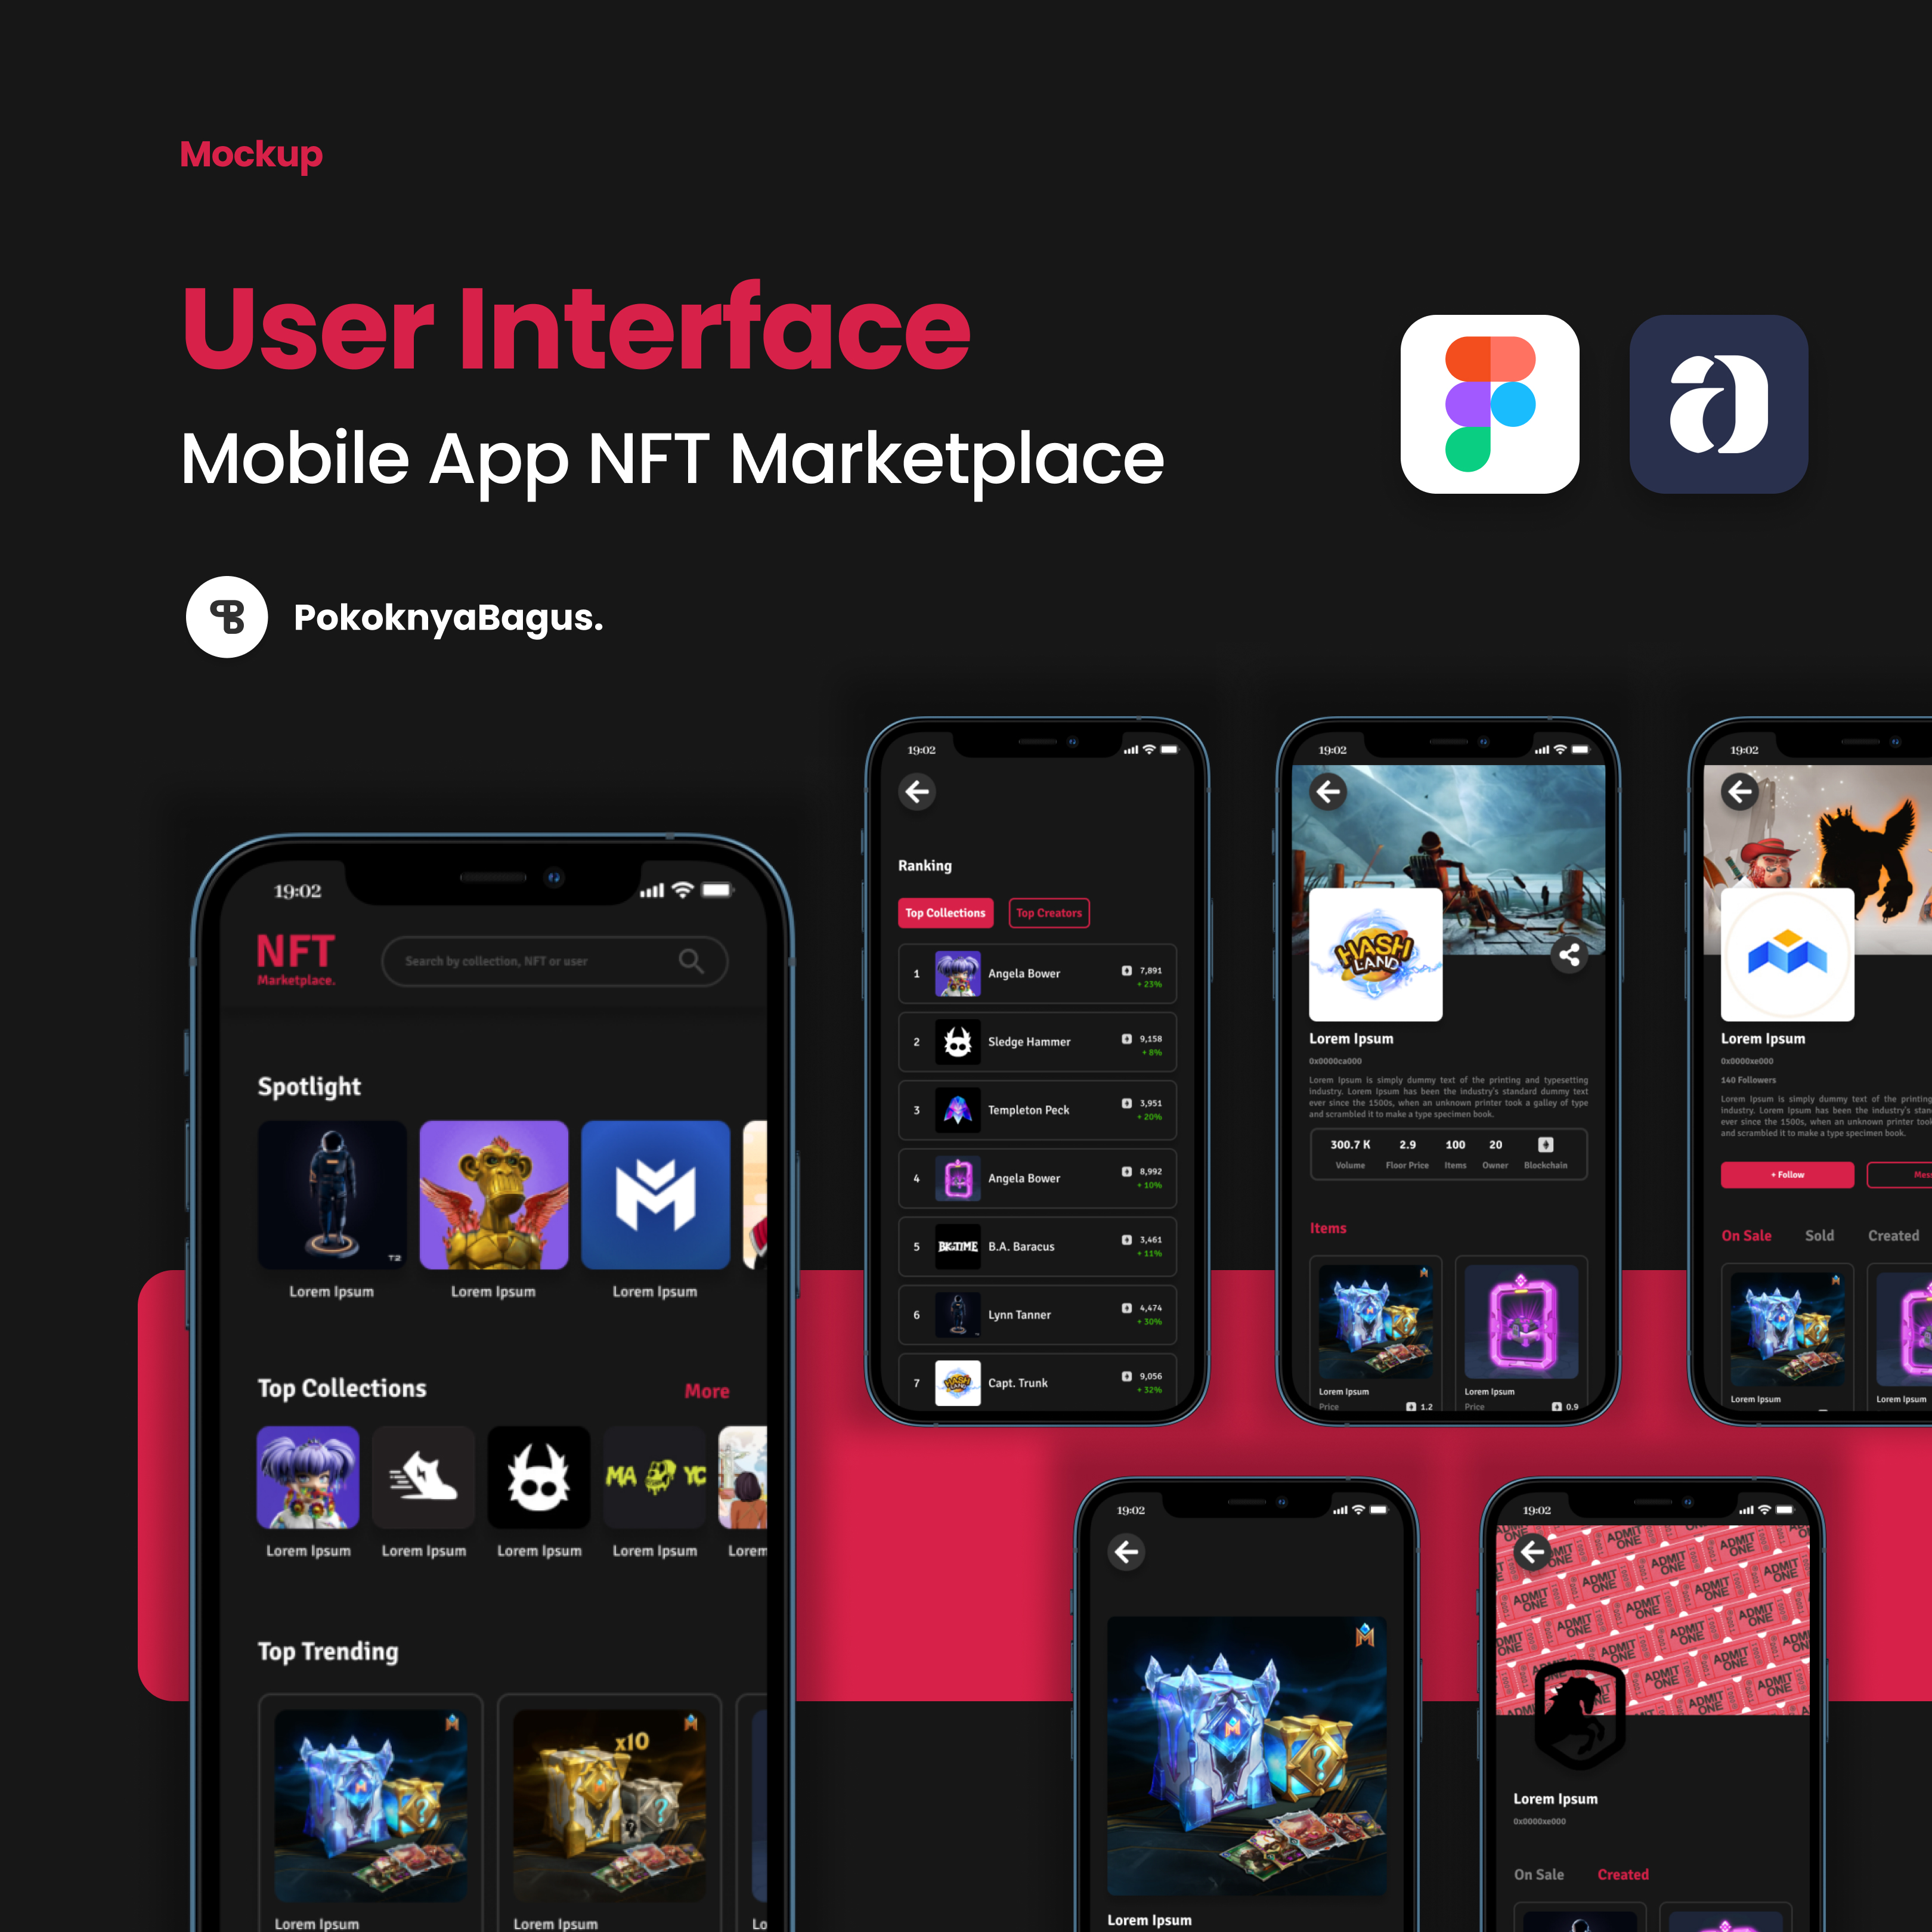 Mockup
User Interface
Mobile App NFT Marketplace
PokoknyaBagus.
19:02
NFT
Marketplace.
Search by collection, NFT or user
Spotlight
T2
Lorem Ipsum
Lorem Ipsum
Lorem Ipsum
Top Collections
More
MA YC
Lorem Ipsum
Lorem Ipsum
Lorem Ipsum
Lorem Ipsum
Lorem
Top Trending
x10
Lorem Ipsum
Lorem Ipsum
Lo
19:02
Ranking
Top Collections
Top Creators
1 Angela Bower 7,891
+ 23%
2 Sledge Hammer 9,158
+ 8%
3 Templeton Peck 3,951
+ 20%
4 Angela Bower 8,992
+ 10%
5 BIG TIME B.A. Baracus 3,461
+ 11%
6 Lynn Tanner 4,474
+ 30%
7 Capt. Trunk 9,056
+ 32%
19:02
HASH
LAND
Lorem Ipsum
0x0000ca000
Lorem Ipsum is simply dummy text of the printing and typesetting
industry. Lorem Ipsum has been the industry's standard dummy text
ever since the 1500s, when an unknown printer took a galley of type
and scrambled it to make a type specimen book.
300.7 K 2.9 100 20
Volume Floor Price Items Owner Blockchain
Items
Lorem Ipsum
Price 1.2
Lorem Ipsum
Price 0.9
19:02
Lorem Ipsum
0x0000xe000
140 Followers
Lorem Ipsum is simply dummy text of the printing
industry. Lorem Ipsum has been the industry's stan
ever since the 1500s, when an unknown printer took
and scrambled it to make a type specimen book.
+ Follow
Mess
On Sale Sold Created
Lorem Ipsum
Lorem Ipsum
19:02
Lorem Ipsum
19:02
ADMIT
ONE
Lorem Ipsum
0x0000xe000
On Sale Created